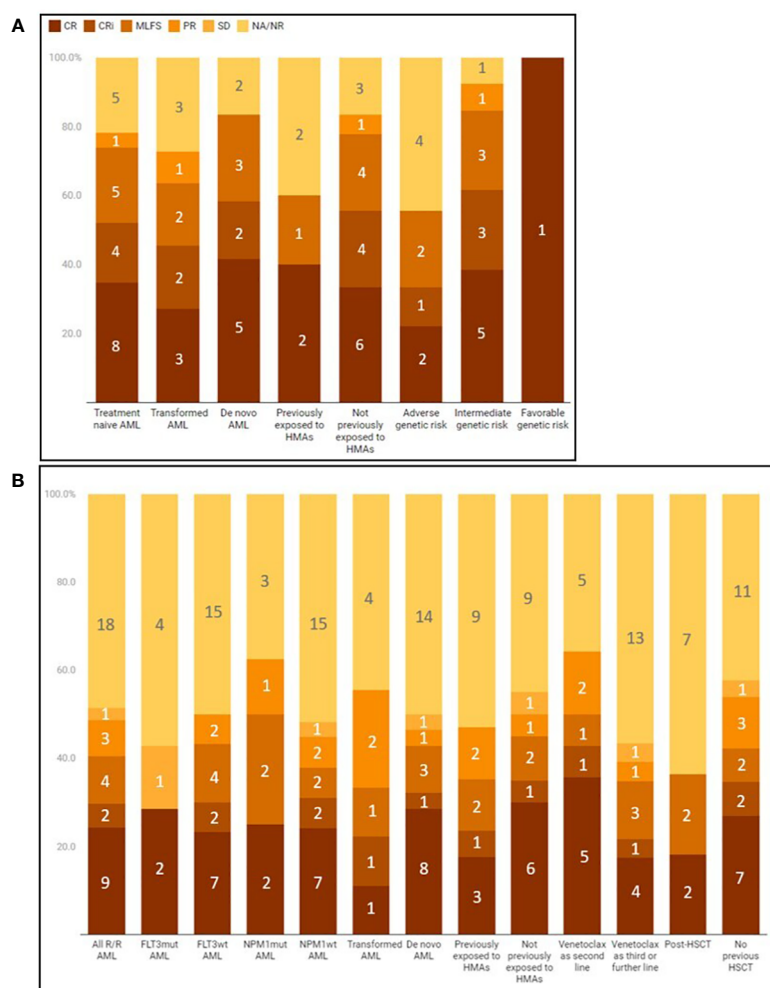 A
CR CRi MLFS PR SD NA/NR
100.0%
80.0
60.0
40.0
20.0
5 1 5 4 8
3 1 2 2 3
2 3 2 5
2 1 2
3 1 4 4 6
4 2 1 2
1 1 3 3 5
1
Treatment
naive AML
Transformed
AML
De novo
AML
Previously
exposed to
HMAs
Not
previously
exposed to
HMAs
Adverse
genetic risk
Intermediate
genetic risk
Favorable
genetic risk
B
100.0%
80.0
60.0
40.0
20.0
18 1 3 4 2 9
4 1 2
15 2 4 2 7
3 1 2 2
15 1 2 2 2 7
4 2 1 1 1
14 1 1 3 1 8
9 2 2 1 3
9 1 1 2 1 6
5 2 1 1 5
13 1 1 3 1 4
7 2 2
11 1 3 2 2 7
All R/R
AML
FLT3mut
AML
FLT3wt
AML
NPM1mut
AML
NPM1wt
AML
Transformed
AML
De novo
AML
Previously
exposed to
HMAs
Not
previously
exposed to
HMAs
Venetoclax
as second
line
Venetoclax
as third or
further line
Post-HSCT
No
previous
HSCT